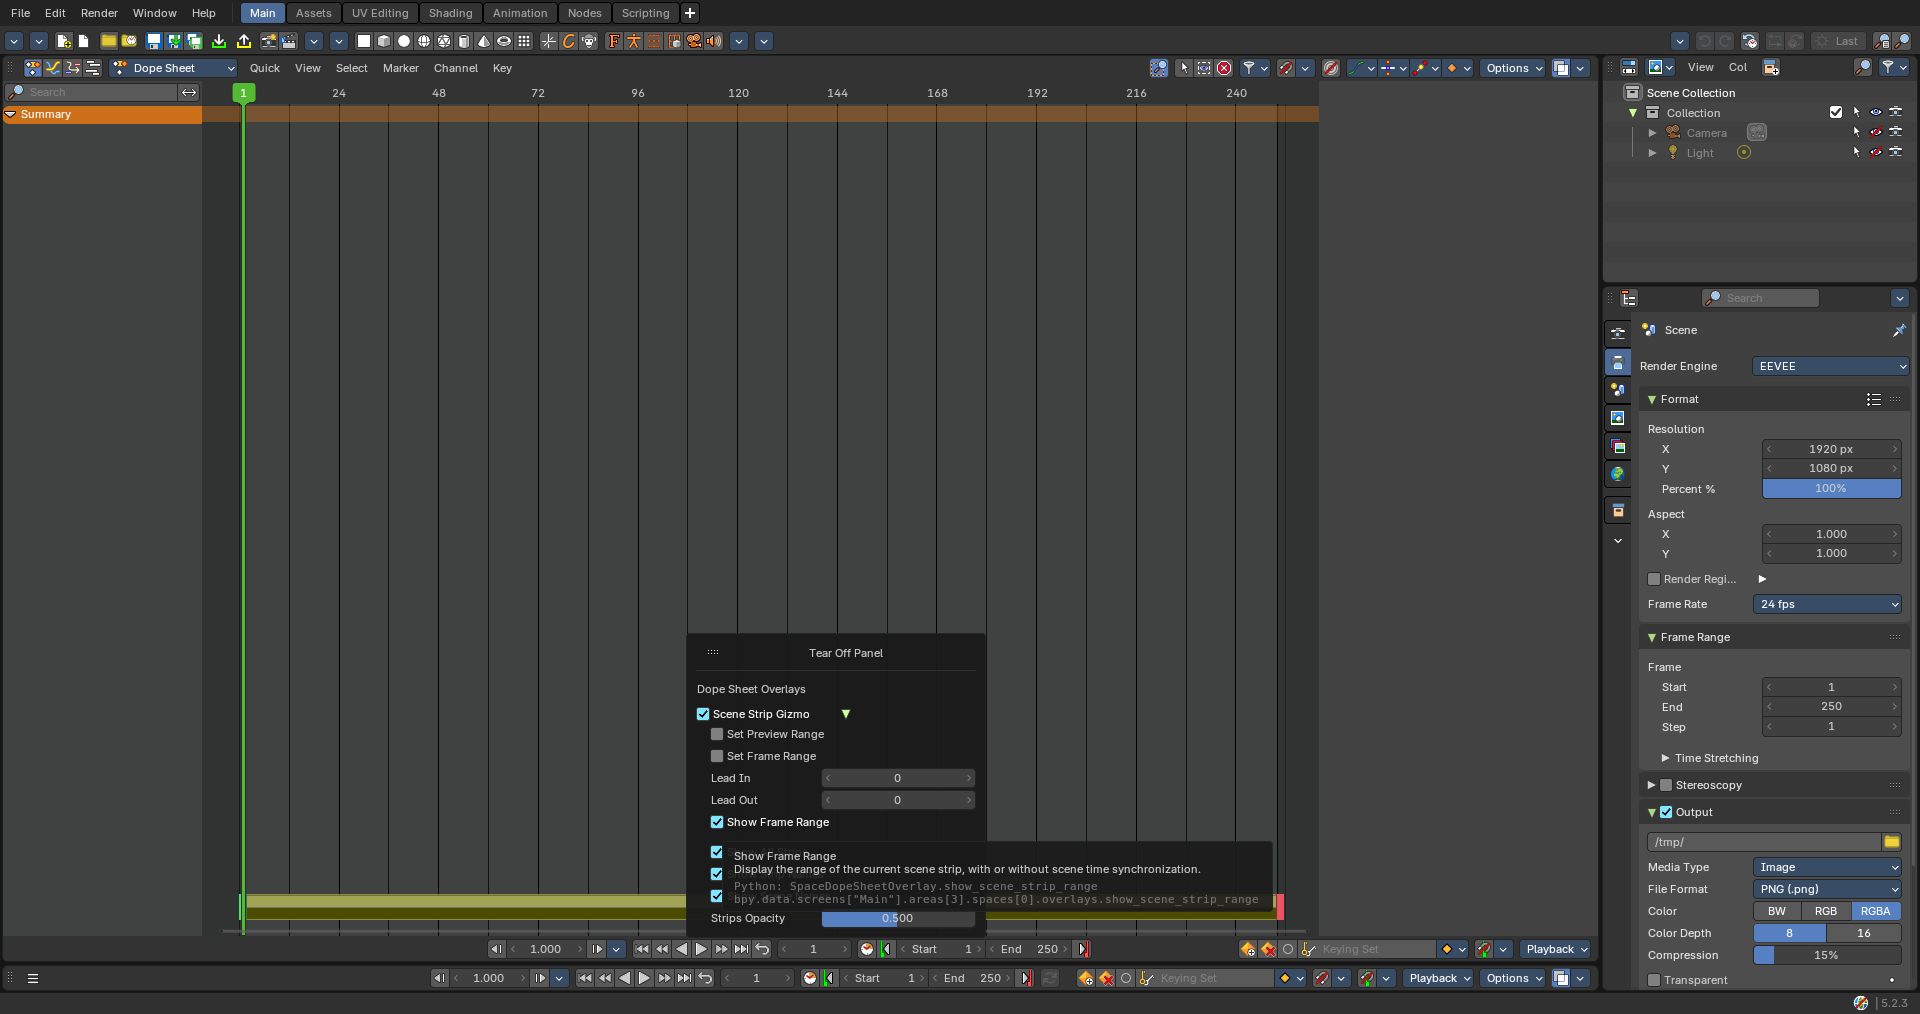 File Edit Render Window Help Main Assets UV Editing Shading Animation Nodes Scripting
Last
Dope Sheet Quick View Select Marker Channel Key Options
View Col
Search
1 24 48 72 96 120 144 168 192 216 240
Summary
Scene Collection
Collection
Camera
Light
Search
Scene
Render Engine EEVEE
Format
Resolution
X 1920 px
Y 1080 px
Percent % 100%
Aspect
X 1.000
Y 1.000
Render Regi...
Frame Rate 24 fps
Frame Range
Frame
Start 1
End 250
Step 1
Time Stretching
Stereoscopy
Output
/tmp/
Media Type Image
File Format PNG (.png)
Color BW RGB RGBA
Color Depth 8 16
Compression 15%
Transparent
Tear Off Panel
Dope Sheet Overlays
Scene Strip Gizmo
Set Preview Range
Set Frame Range
Lead In 0
Lead Out 0
Show Frame Range
Show Frame Range
Display the range of the current scene strip, with or without scene time synchronization.
Python: SpaceDopeSheetOverlay.show_scene_strip_range
bpy.data.screens["Main"].areas[3].spaces[0].overlays.show_scene_strip_range
Strips Opacity 0.500
1.000 1 Start 1 End 250 Keying Set Playback
1.000 1 Start 1 End 250 Keying Set Playback Options
5.2.3